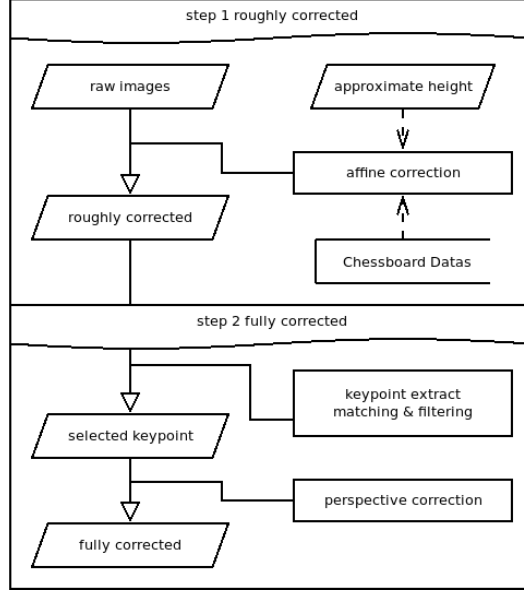 step 1 roughly corrected
raw images
approximate height
affine correction
roughly corrected
Chessboard Datas
step 2 fully corrected
keypoint extract
matching & filtering
selected keypoint
perspective correction
fully corrected